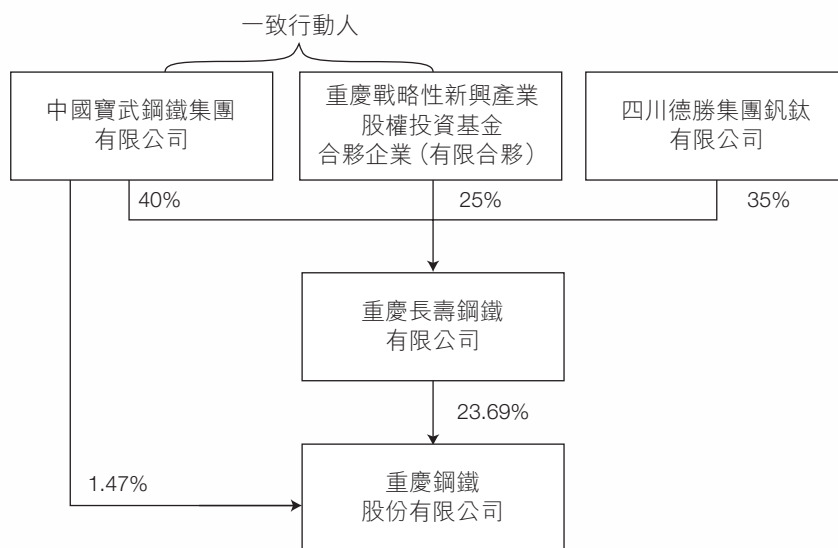 一致行動人
中國寶武鋼鐵集團
有限公司
重慶戰略性新興產業
股權投資基金
合夥企業（有限合夥）
四川德勝集團釩鈦
有限公司
40%
25%
35%
重慶長壽鋼鐵
有限公司
23.69%
1.47%
重慶鋼鐵
股份有限公司